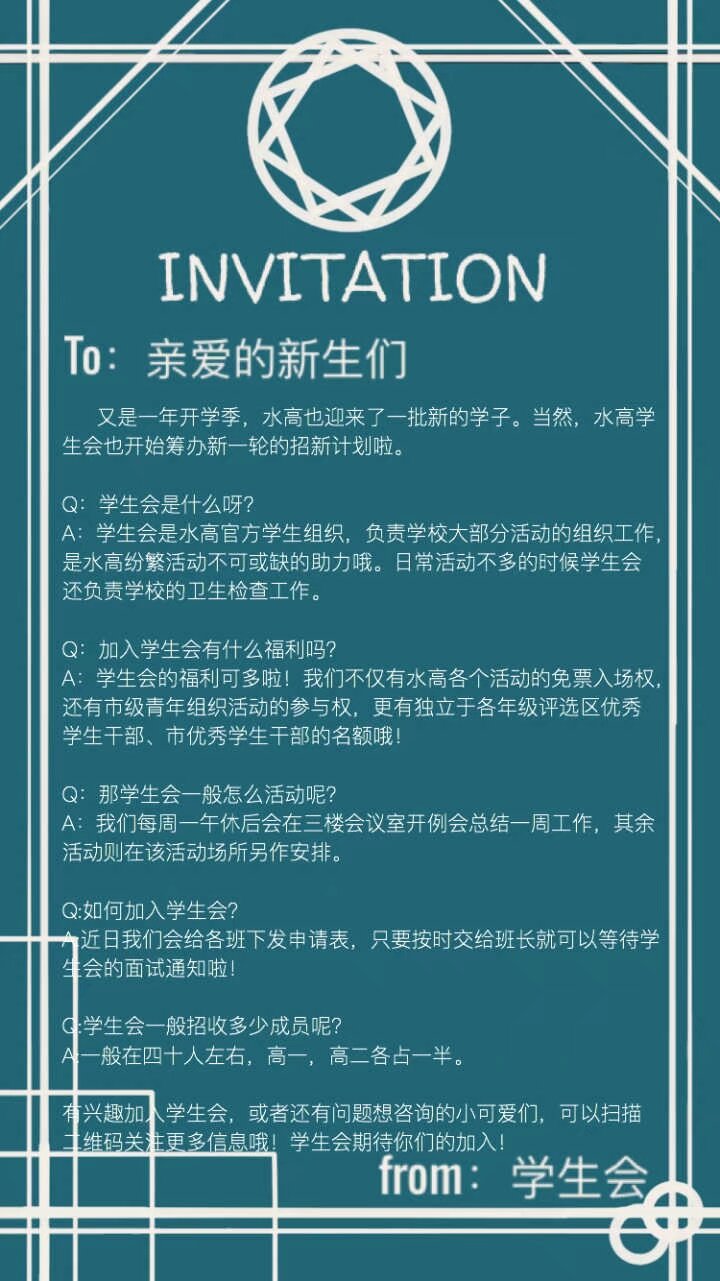 INVITATION
To：亲爱的新生们
又是一年开学季，水高也迎来了一批新的学子。当然，水高学
生会也开始筹办新一轮的招新计划啦。
Q：学生会是什么呀？
A：学生会是水高官方学生组织，负责学校大部分活动的组织工作，
是水高纷繁活动不可或缺的助力哦。日常活动不多的时候学生会
还负责学校的卫生检查工作。
Q：加入学生会有什么福利吗？
A：学生会的福利可多啦！我们不仅有水高各个活动的免票入场权，
还有市级青年组织活动的参与权，更有独立于各年级评选区优秀
学生干部、市优秀学生干部的名额哦！
Q：那学生会一般怎么活动呢？
A：我们每周一午休后会在三楼会议室开例会总结一周工作，其余
活动则在该活动场所另作安排。
Q:如何加入学生会？
A:近日我们会给各班下发申请表，只要按时交给班长就可以等待学
生会的面试通知啦！
Q:学生会一般招收多少成员呢？
A:一般在四十人左右，高一，高二各占一半。
有兴趣加入学生会，或者还有问题想咨询的小可爱们，可以扫描
二维码关注更多信息哦！学生会期待你们的加入！
from：学生会